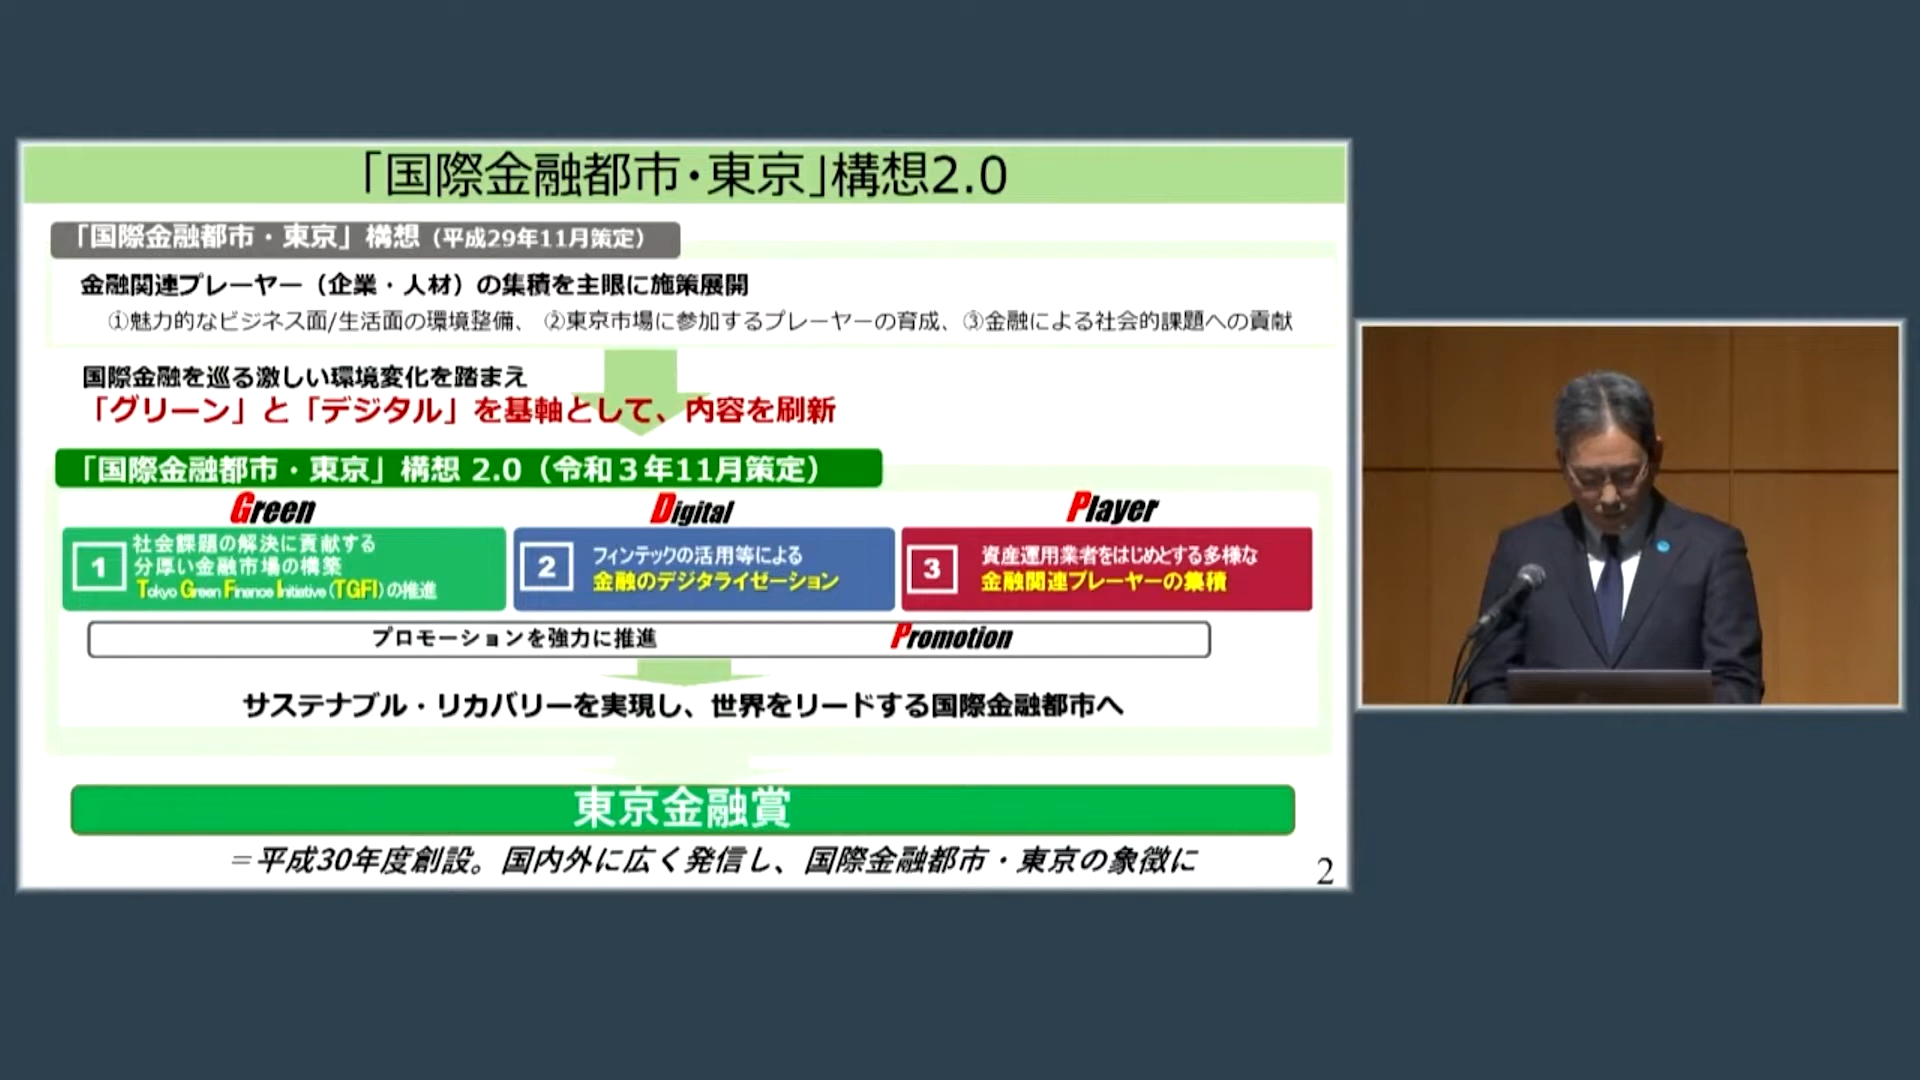 「国際金融都市・東京」構想2.0
「国際金融都市・東京」構想（平成29年11月策定）
金融関連プレーヤー（企業・人材）の集積を主眼に施策展開
①魅力的なビジネス面/生活面の環境整備、②東京市場に参加するプレーヤーの育成、③金融による社会的課題への貢献
国際金融を巡る激しい環境変化を踏まえ
「グリーン」と「デジタル」を基軸として、内容を刷新
「国際金融都市・東京」構想 2.0（令和３年11月策定）
Green
1
社会課題の解決に貢献する
分厚い金融市場の構築
Tokyo Green Finance Initiative（TGFI）の推進
Digital
2
フィンテックの活用等による
金融のデジタライゼーション
Player
3
資産運用業者をはじめとする多様な
金融関連プレーヤーの集積
プロモーションを強力に推進 Promotion
サステナブル・リカバリーを実現し、世界をリードする国際金融都市へ
東京金融賞
＝平成30年度創設。国内外に広く発信し、国際金融都市・東京の象徴に
2